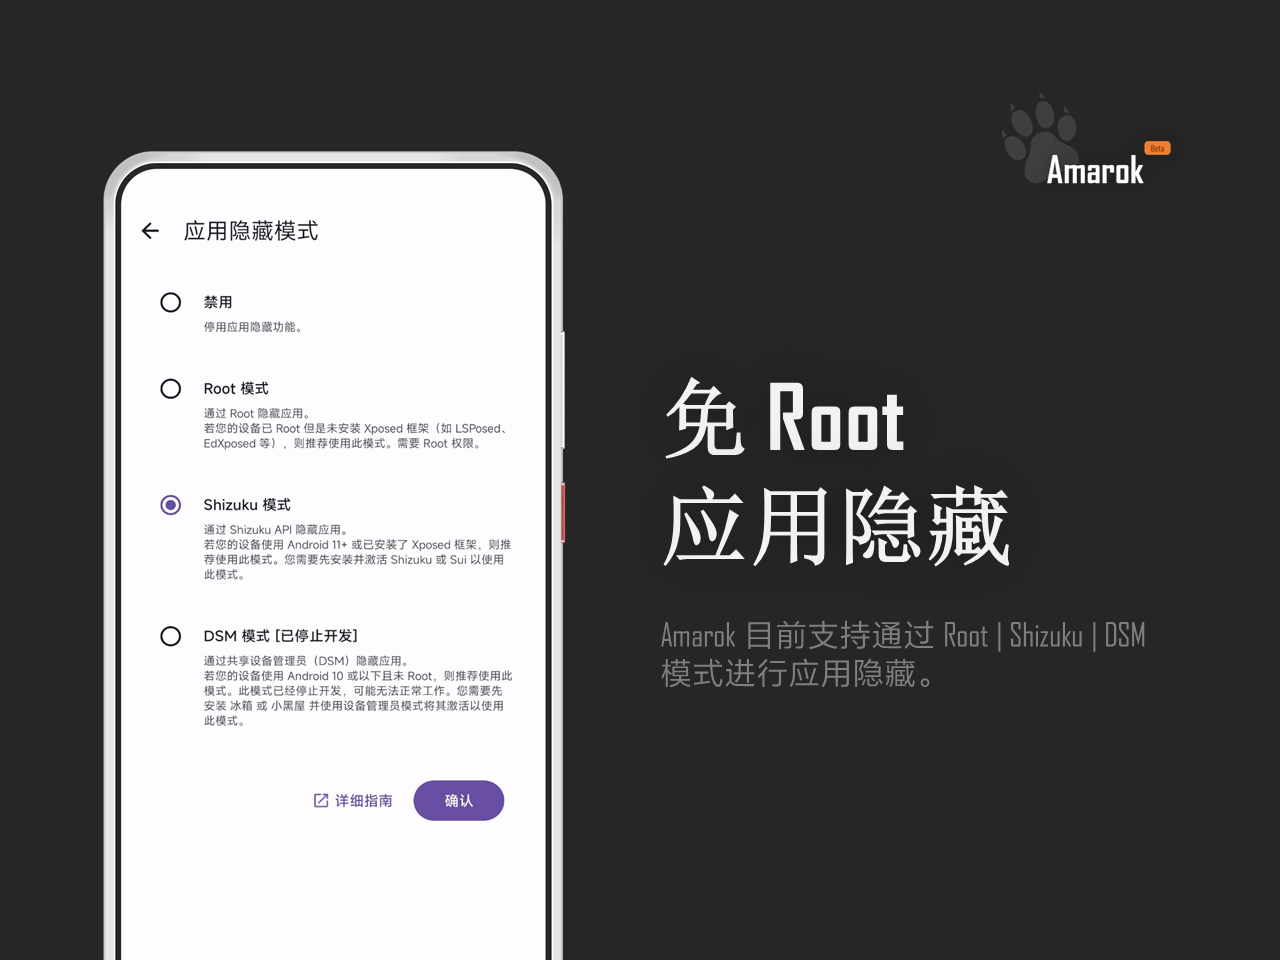 应用隐藏模式
禁用
停用应用隐藏功能。
Root 模式
通过 Root 隐藏应用。
若您的设备已 Root 但是未安装 Xposed 框架（如 LSPosed、
EdXposed 等），则推荐使用此模式。需要 Root 权限。
Shizuku 模式
通过 Shizuku API 隐藏应用。
若您的设备使用 Android 11+ 或已安装了 Xposed 框架，则推
荐使用此模式。您需要先安装并激活 Shizuku 或 Sui 以使用
此模式。
DSM 模式 [已停止开发]
通过共享设备管理员（DSM）隐藏应用。
若您的设备使用 Android 10 或以下且未 Root，则推荐使用此
模式。此模式已经停止开发，可能无法正常工作。您需要先
安装 冰箱 或 小黑屋 并使用设备管理员模式将其激活以使用
此模式。
详细指南
确认
Amarok
Beta
免 Root
应用隐藏
Amarok 目前支持通过 Root | Shizuku | DSM
模式进行应用隐藏。